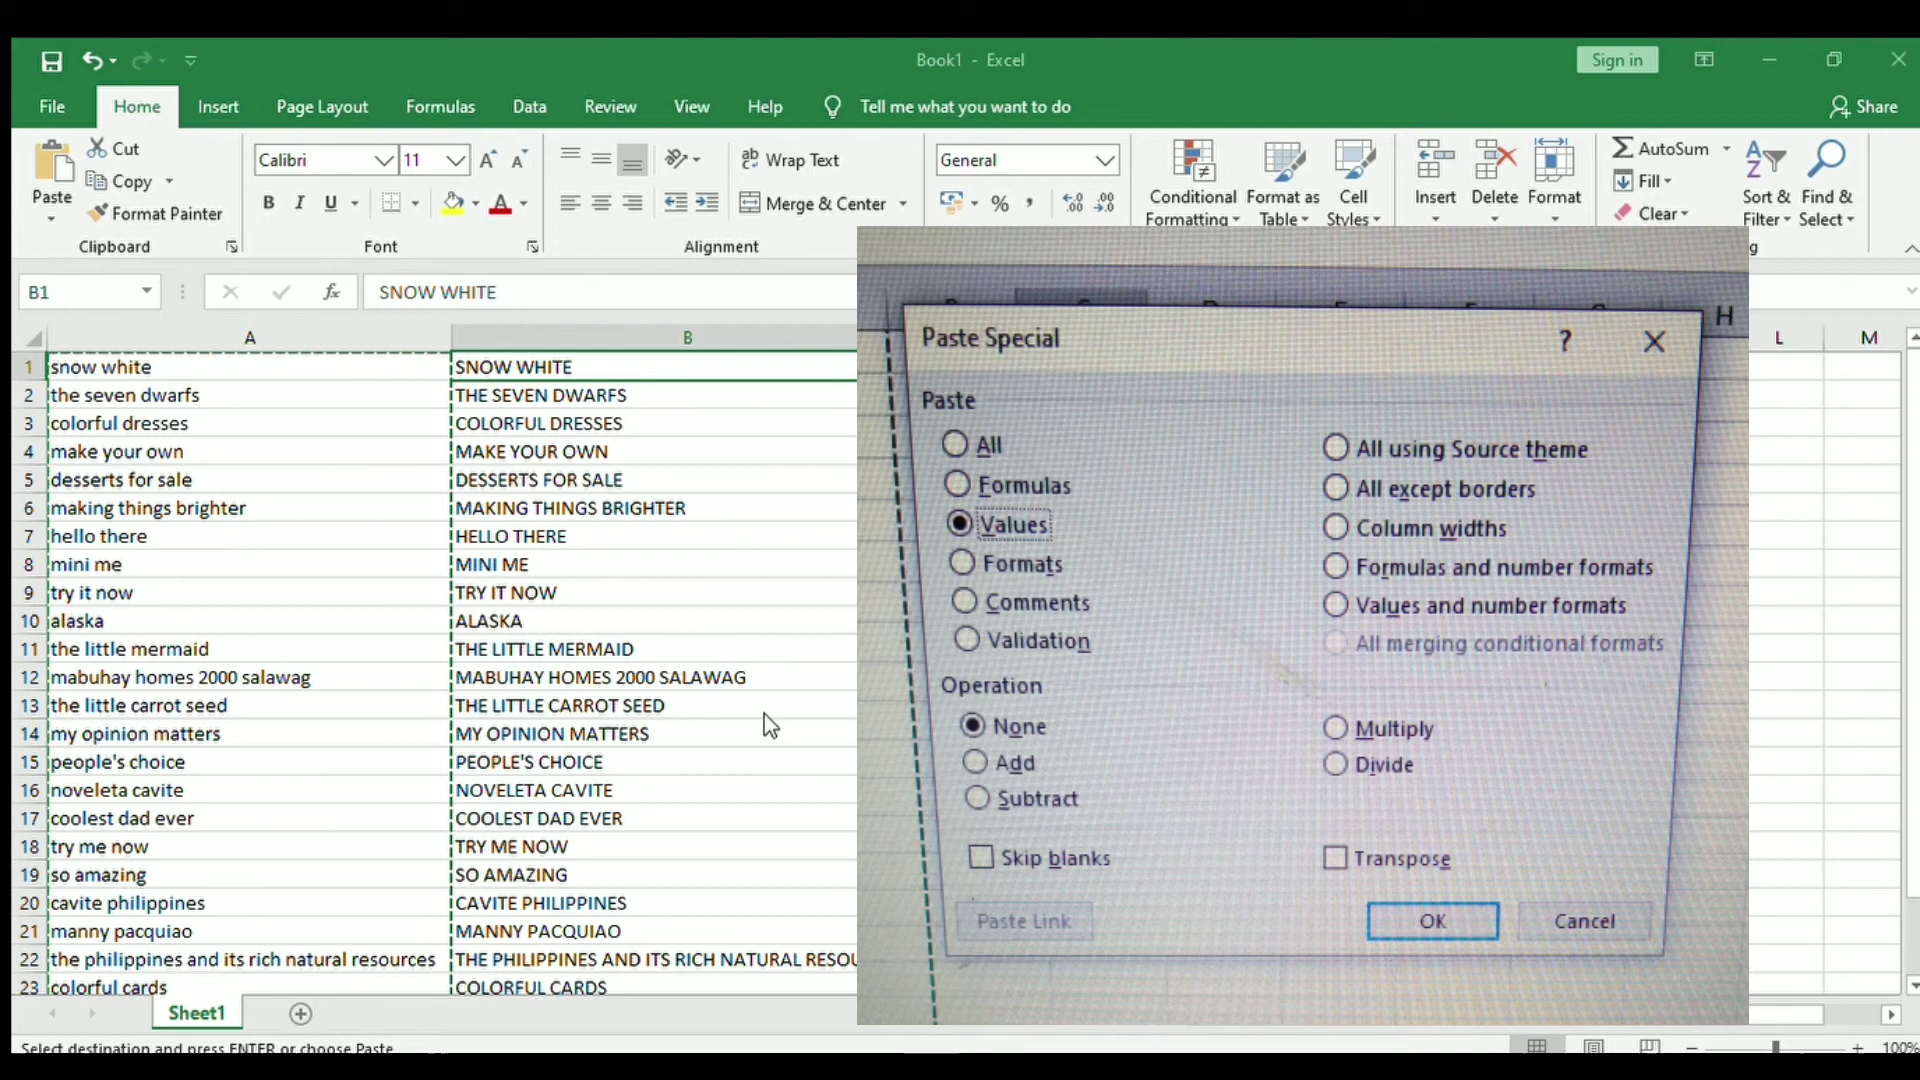 Book1 - Excel
Sign in
File Home Insert Page Layout Formulas Data Review View Help Tell me what you want to do Share
Paste
Cut
Copy
Format Painter
Clipboard
Calibri 11
B I U
Font
Wrap Text
Merge & Center
Alignment
General
Conditional Formatting
Format as Table
Cell Styles
Insert
Delete
Format
AutoSum
Fill
Clear
Sort & Filter
Find & Select
B1 fx SNOW WHITE
A B L M
1 snow white SNOW WHITE
2 the seven dwarfs THE SEVEN DWARFS
3 colorful dresses COLORFUL DRESSES
4 make your own MAKE YOUR OWN
5 desserts for sale DESSERTS FOR SALE
6 making things brighter MAKING THINGS BRIGHTER
7 hello there HELLO THERE
8 mini me MINI ME
9 try it now TRY IT NOW
10 alaska ALASKA
11 the little mermaid THE LITTLE MERMAID
12 mabuhay homes 2000 salawag MABUHAY HOMES 2000 SALAWAG
13 the little carrot seed THE LITTLE CARROT SEED
14 my opinion matters MY OPINION MATTERS
15 people's choice PEOPLE'S CHOICE
16 noveleta cavite NOVELETA CAVITE
17 coolest dad ever COOLEST DAD EVER
18 try me now TRY ME NOW
19 so amazing SO AMAZING
20 cavite philippines CAVITE PHILIPPINES
21 manny pacquiao MANNY PACQUIAO
22 the philippines and its rich natural resources THE PHILIPPINES AND ITS RICH NATURAL RESOU
23 colorful cards COLORFUL CARDS
Sheet1
Select destination and press ENTER or choose Paste
100%
H
Paste Special ?
Paste
All
Formulas
Values
Formats
Comments
Validation
All using Source theme
All except borders
Column widths
Formulas and number formats
Values and number formats
All merging conditional formats
Operation
None
Add
Subtract
Multiply
Divide
Skip blanks
Transpose
Paste Link
OK
Cancel